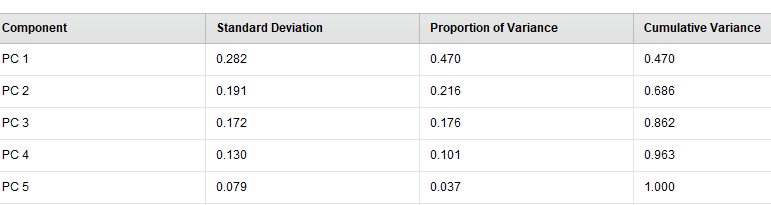 Component Standard Deviation Proportion of Variance Cumulative Variance
PC 1 0.282 0.470 0.470
PC 2 0.191 0.216 0.686
PC 3 0.172 0.176 0.862
PC 4 0.130 0.101 0.963
PC 5 0.079 0.037 1.000